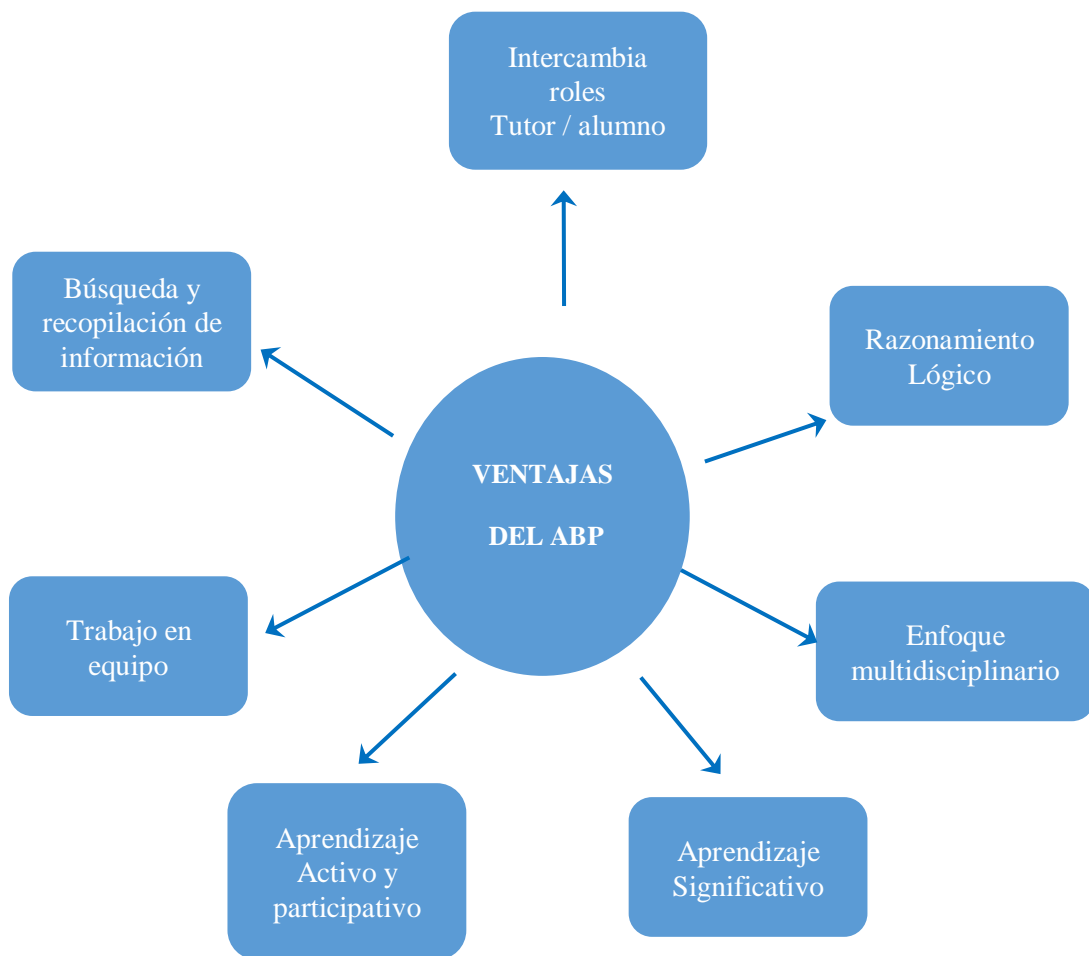 Intercambia
roles
Tutor / alumno
Búsqueda y
recopilación de
información
Razonamiento
Lógico
VENTAJAS
DEL ABP
Trabajo en
equipo
Enfoque
multidisciplinario
Aprendizaje
Activo y
participativo
Aprendizaje
Significativo